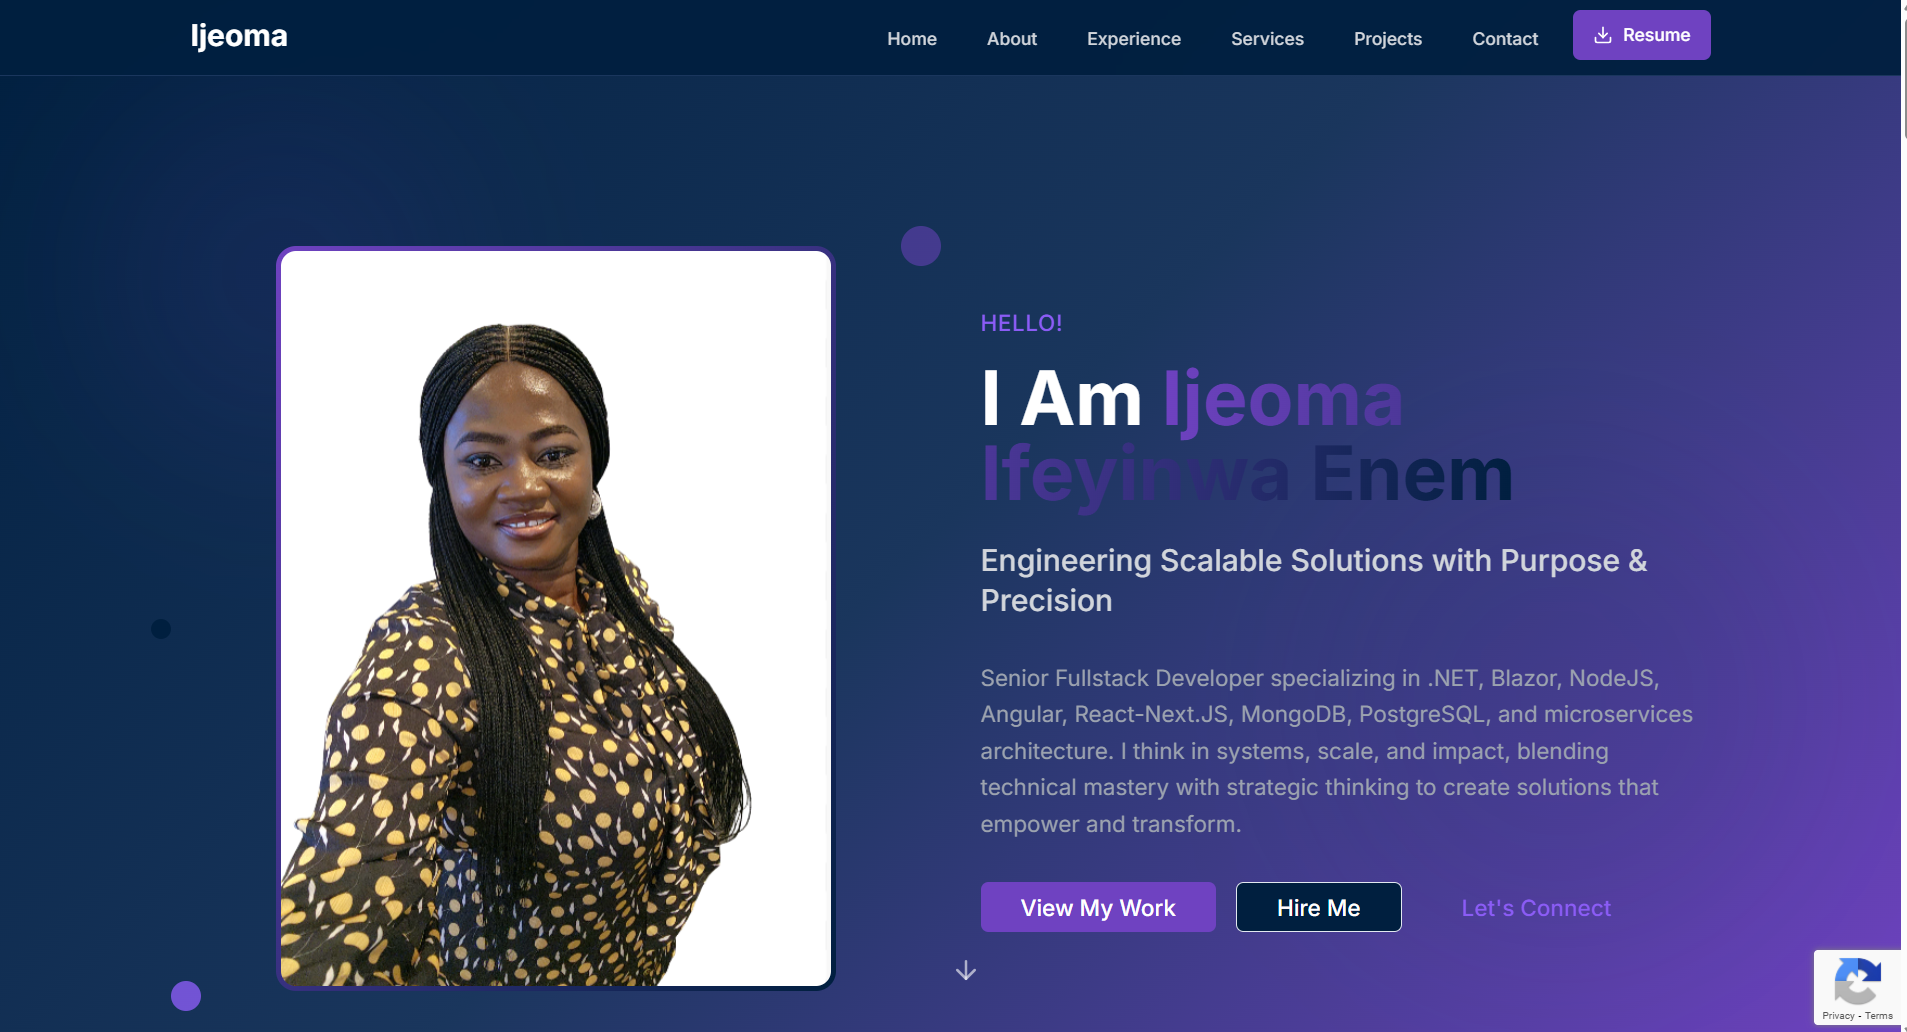 Ijeoma
Home About Experience Services Projects Contact Resume
HELLO!
I Am Ijeoma
Ifeyinwa Enem
Engineering Scalable Solutions with Purpose &
Precision
Senior Fullstack Developer specializing in .NET, Blazor, NodeJS,
Angular, React-Next.JS, MongoDB, PostgreSQL, and microservices
architecture. I think in systems, scale, and impact, blending
technical mastery with strategic thinking to create solutions that
empower and transform.
View My Work Hire Me Let's Connect
Privacy - Terms